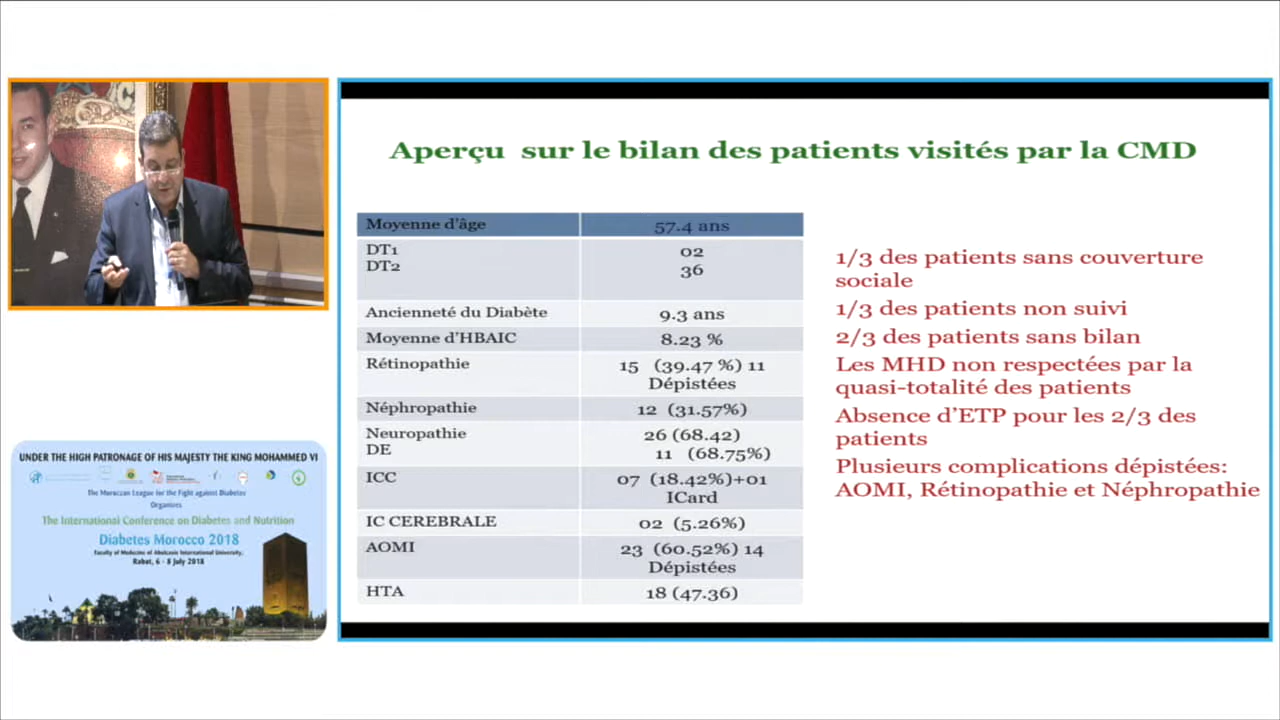 Aperçu sur le bilan des patients visités par la CMD
Moyenne d'âge 57.4 ans
DT1 02
DT2 36
Ancienneté du Diabète 9.3 ans
Moyenne d'HBAIC 8.23 %
Rétinopathie 15 (39.47 %) 11
Dépistées
Néphropathie 12 (31.57%)
Neuropathie 26 (68.42)
DE 11 (68.75%)
ICC 07 (18.42%)+01
ICard
IC CEREBRALE 02 (5.26%)
AOMI 23 (60.52%) 14
Dépistées
HTA 18 (47.36)
1/3 des patients sans couverture
sociale
1/3 des patients non suivi
2/3 des patients sans bilan
Les MHD non respectées par la
quasi-totalité des patients
Absence d'ETP pour les 2/3 des
patients
Plusieurs complications dépistées:
AOMI, Rétinopathie et Néphropathie
UNDER THE HIGH PATRONAGE OF HIS MAJESTY THE KING MOHAMMED VI
The Moroccan League for the Fight against Diabetes
Organizes
The International Conference on Diabetes and Nutrition
Diabetes Morocco 2018
Faculty of Medicine of Abulcasis International University,
Rabat, 6 - 8 July 2018